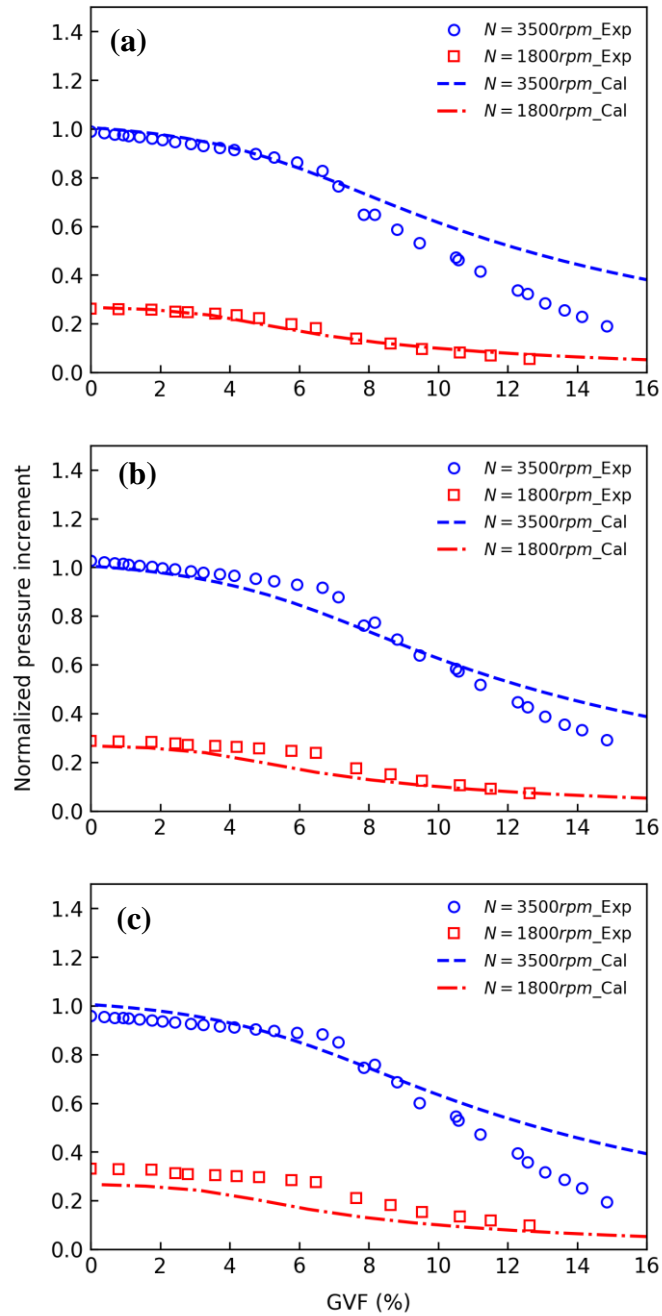 (a)
N = 3500rpm_Exp
N = 1800rpm_Exp
N = 3500rpm_Cal
N = 1800rpm_Cal
1.4
1.2
1.0
0.8
0.6
0.4
0.2
0.0
0 2 4 6 8 10 12 14 16
Normalized pressure increment
(b)
N = 3500rpm_Exp
N = 1800rpm_Exp
N = 3500rpm_Cal
N = 1800rpm_Cal
1.4
1.2
1.0
0.8
0.6
0.4
0.2
0.0
0 2 4 6 8 10 12 14 16
(c)
N = 3500rpm_Exp
N = 1800rpm_Exp
N = 3500rpm_Cal
N = 1800rpm_Cal
1.4
1.2
1.0
0.8
0.6
0.4
0.2
0.0
0 2 4 6 8 10 12 14 16
GVF (%)